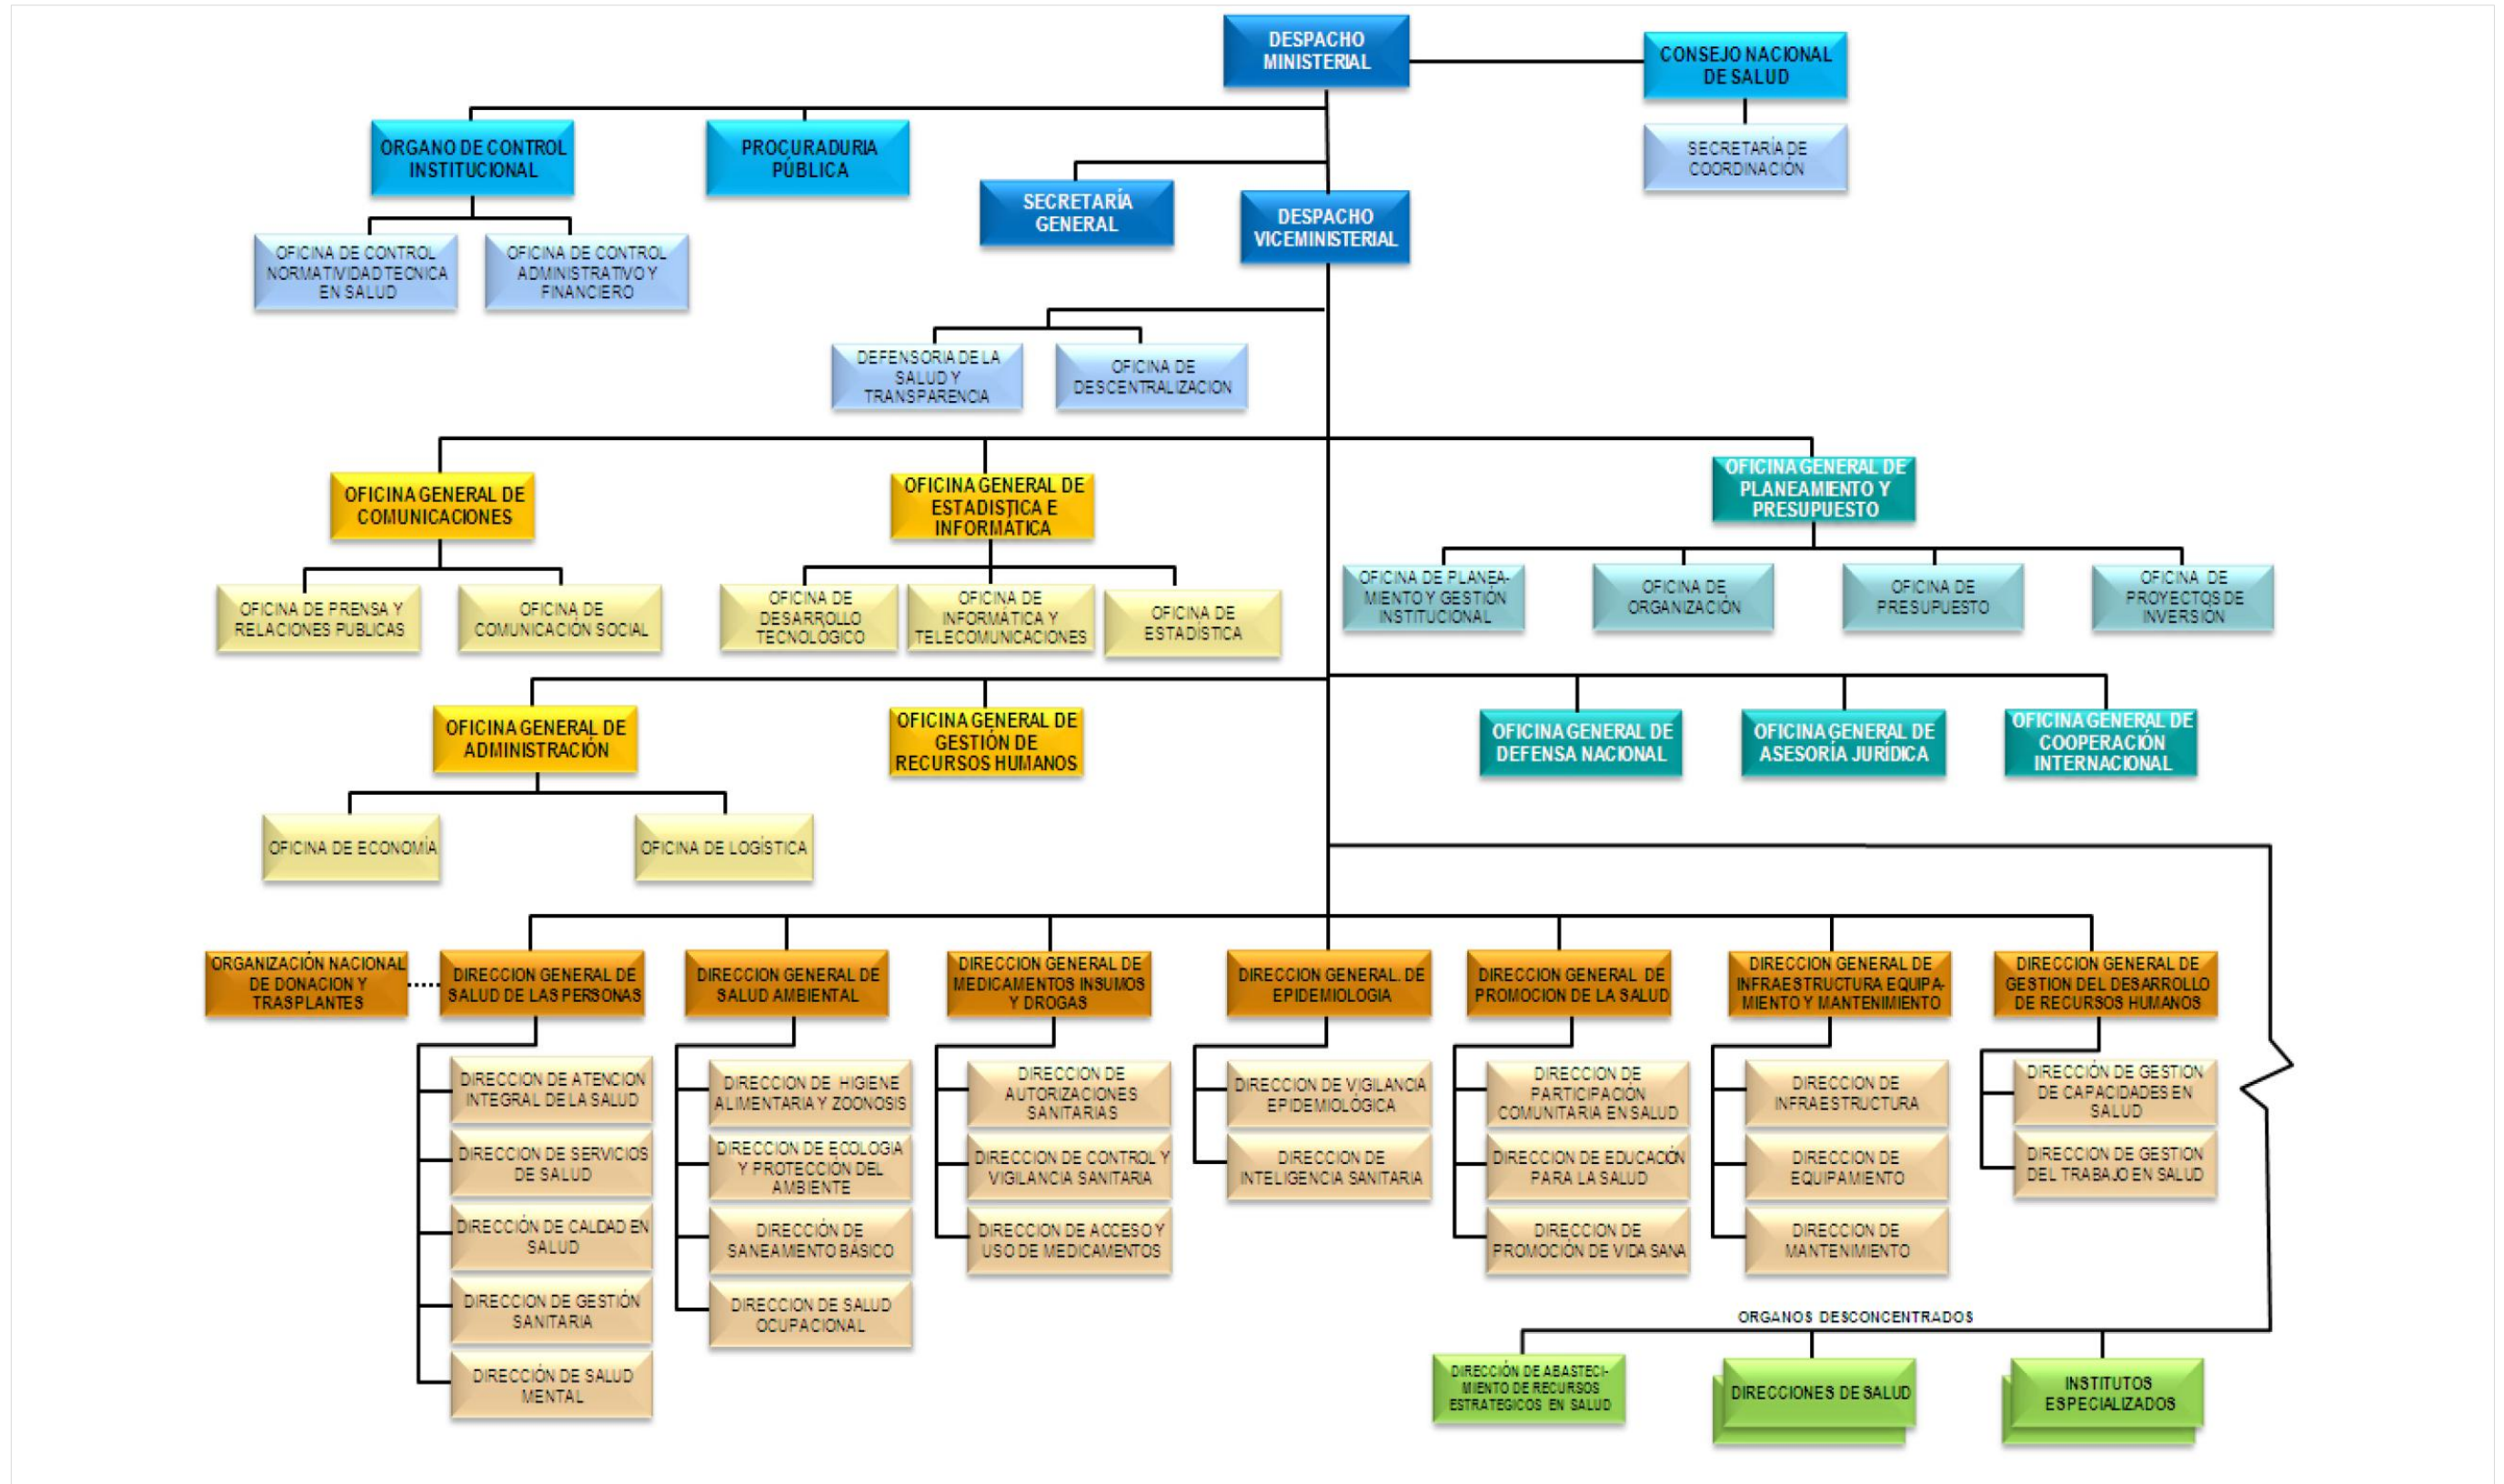 DESPACHO
MINISTERIAL
CONSEJO NACIONAL
DE SALUD
SECRETARÍA DE
COORDINACIÓN
ORGANO DE CONTROL
INSTITUCIONAL
PROCURADURIA
PÚBLICA
SECRETARÍA
GENERAL
DESPACHO
VICEMINISTERIAL
OFICINA DE CONTROL
NORMATIVIDAD TECNICA
EN SALUD
OFICINA DE CONTROL
ADMINISTRATIVO Y
FINANCIERO
DEFENSORIA DE LA
SALUD Y
TRANSPARENCIA
OFICINA DE
DESCENTRALIZACION
OFICINA GENERAL DE
COMUNICACIONES
OFICINA GENERAL DE
ESTADISTICA E
INFORMÁTICA
OFICINA GENERAL DE
PLANEAMIENTO Y
PRESUPUESTO
OFICINA DE PRENSA Y
RELACIONES PUBLICAS
OFICINA DE
COMUNICACIÓN SOCIAL
OFICINA DE
DESARROLLO
TECNOLÓGICO
OFICINA DE
INFORMÁTICA Y
TELECOMUNICACIONES
OFICINA DE
ESTADÍSTICA
OFICINA DE PLANEA-
MIENTO Y GESTIÓN
INSTITUCIONAL
OFICINA DE
ORGANIZACIÓN
OFICINA DE
PRESUPUESTO
OFICINA DE
PROYECTOS DE
INVERSIÓN
OFICINA GENERAL DE
ADMINISTRACIÓN
OFICINA GENERAL DE
GESTIÓN DE
RECURSOS HUMANOS
OFICINA GENERAL DE
DEFENSA NACIONAL
OFICINA GENERAL DE
ASESORÍA JURÍDICA
OFICINA GENERAL DE
COOPERACIÓN
INTERNACIONAL
OFICINA DE ECONOMÍA
OFICINA DE LOGÍSTICA
ORGANIZACIÓN NACIONAL
DE DONACION Y
TRASPLANTES
DIRECCION GENERAL DE
SALUD DE LAS PERSONAS
DIRECCION GENERAL DE
SALUD AMBIENTAL
DIRECCION GENERAL DE
MEDICAMENTOS INSUMOS
Y DROGAS
DIRECCION GENERAL. DE
EPIDEMIOLOGIA
DIRECCION GENERAL DE
PROMOCION DE LA SALUD
DIRECCION GENERAL DE
INFRAESTRUCTURA EQUIPA-
MIENTO Y MANTENIMIENTO
DIRECCION GENERAL DE
GESTION DEL DESARROLLO
DE RECURSOS HUMANOS
DIRECCION DE ATENCION
INTEGRAL DE LA SALUD
DIRECCION DE SERVICIOS
DE SALUD
DIRECCIÓN DE CALDAD EN
SALUD
DIRECCION DE GESTIÓN
SANITARIA
DIRECCIÓN DE SALUD
MENTAL
DIRECCION DE HIGIENE
ALIMENTARIA Y ZOONOSIS
DIRECCION DE ECOLOGIA
Y PROTECCIÓN DEL
AMBIENTE
DIRECCIÓN DE
SANEAMIENTO BÁSICO
DIRECCION DE SALUD
OCUPACIONAL
DIRECCION DE
AUTORIZACIONES
SANITARIAS
DIRECCION DE CONTROL Y
VIGILANCIA SANITARIA
DIRECCION DE ACCESO Y
USO DE MEDICAMENTOS
DIRECCION DE VIGILANCIA
EPIDEMIOLÓGICA
DIRECCION DE
INTELIGENCIA SANITARIA
DIRECCION DE
PARTICIPACIÓN
COMUNITARIA EN SALUD
DIRECCION DE EDUCACIÓN
PARA LA SALUD
DIRECCION DE
PROMOCIÓN DE VIDA SANA
DIRECCION DE
INFRAESTRUCTURA
DIRECCION DE
EQUIPAMIENTO
DIRECCION DE
MANTENIMIENTO
DIRECCIÓN DE GESTION
DE CAPACIDADES EN
SALUD
DIRECCION DE GESTION
DEL TRABAJO EN SALUD
ORGANOS DESCONCENTRADOS
DIRECCIÓN DE ABASTECI-
MIENTO DE RECURSOS
ESTRATEGICOS EN SALUD
DIRECCIONES DE SALUD
INSTITUTOS
ESPECIALIZADOS